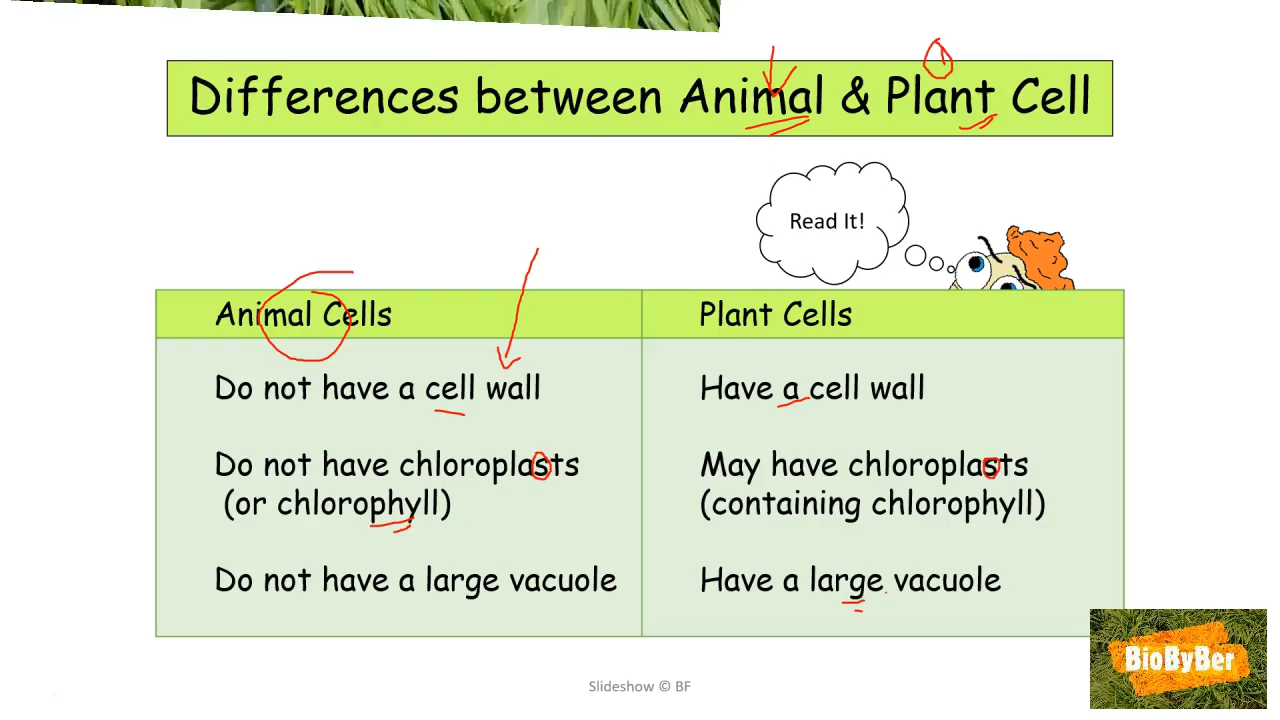 Differences between Animal & Plant Cell
Read It!
Animal Cells
Plant Cells
Do not have a cell wall
Have a cell wall
Do not have chloroplasts
(or chlorophyll)
May have chloroplasts
(containing chlorophyll)
Do not have a large vacuole
Have a large vacuole
BioByBer
Slideshow © BF